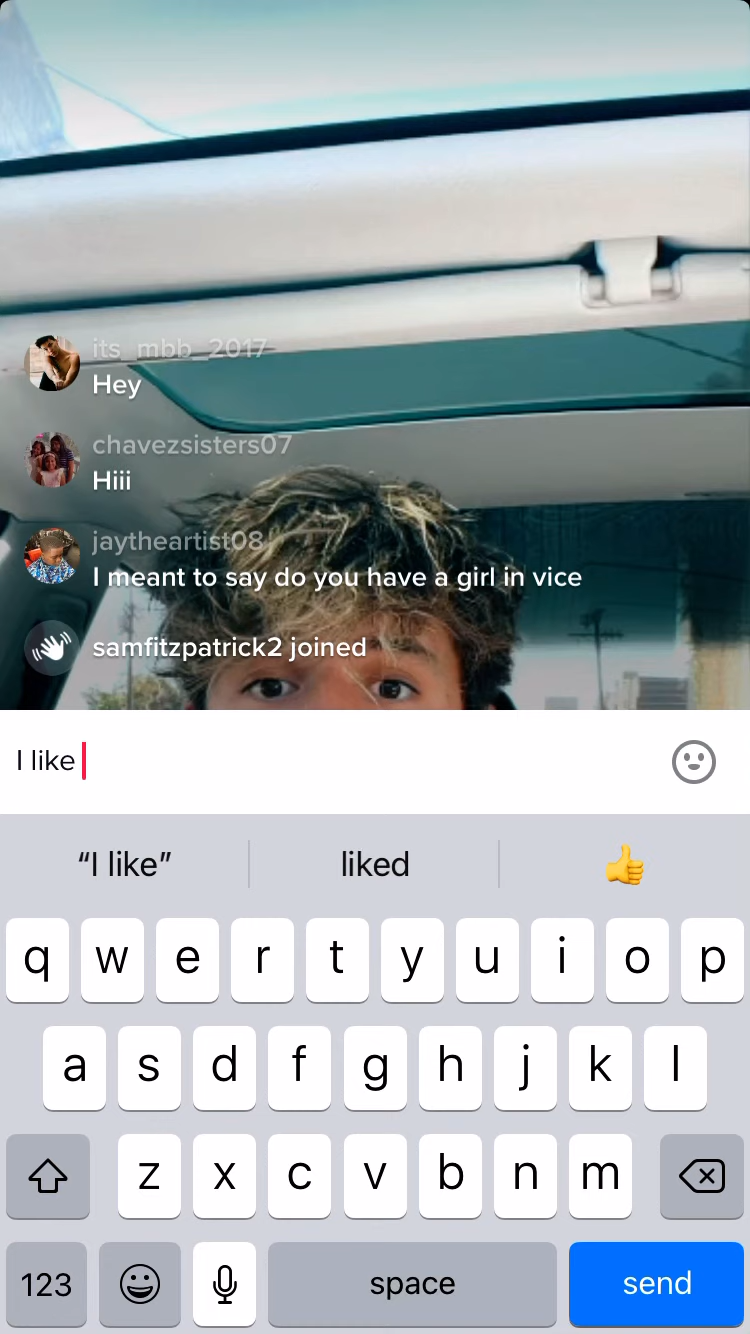 its_mbb_2017
Hey
chavezsisters07
Hiii
jaytheartist08
I meant to say do you have a girl in vice
samfitzpatrick2 joined
I like
“I like” liked 👍
q w e r t y u i o p
a s d f g h j k l
z x c v b n m
123 space send